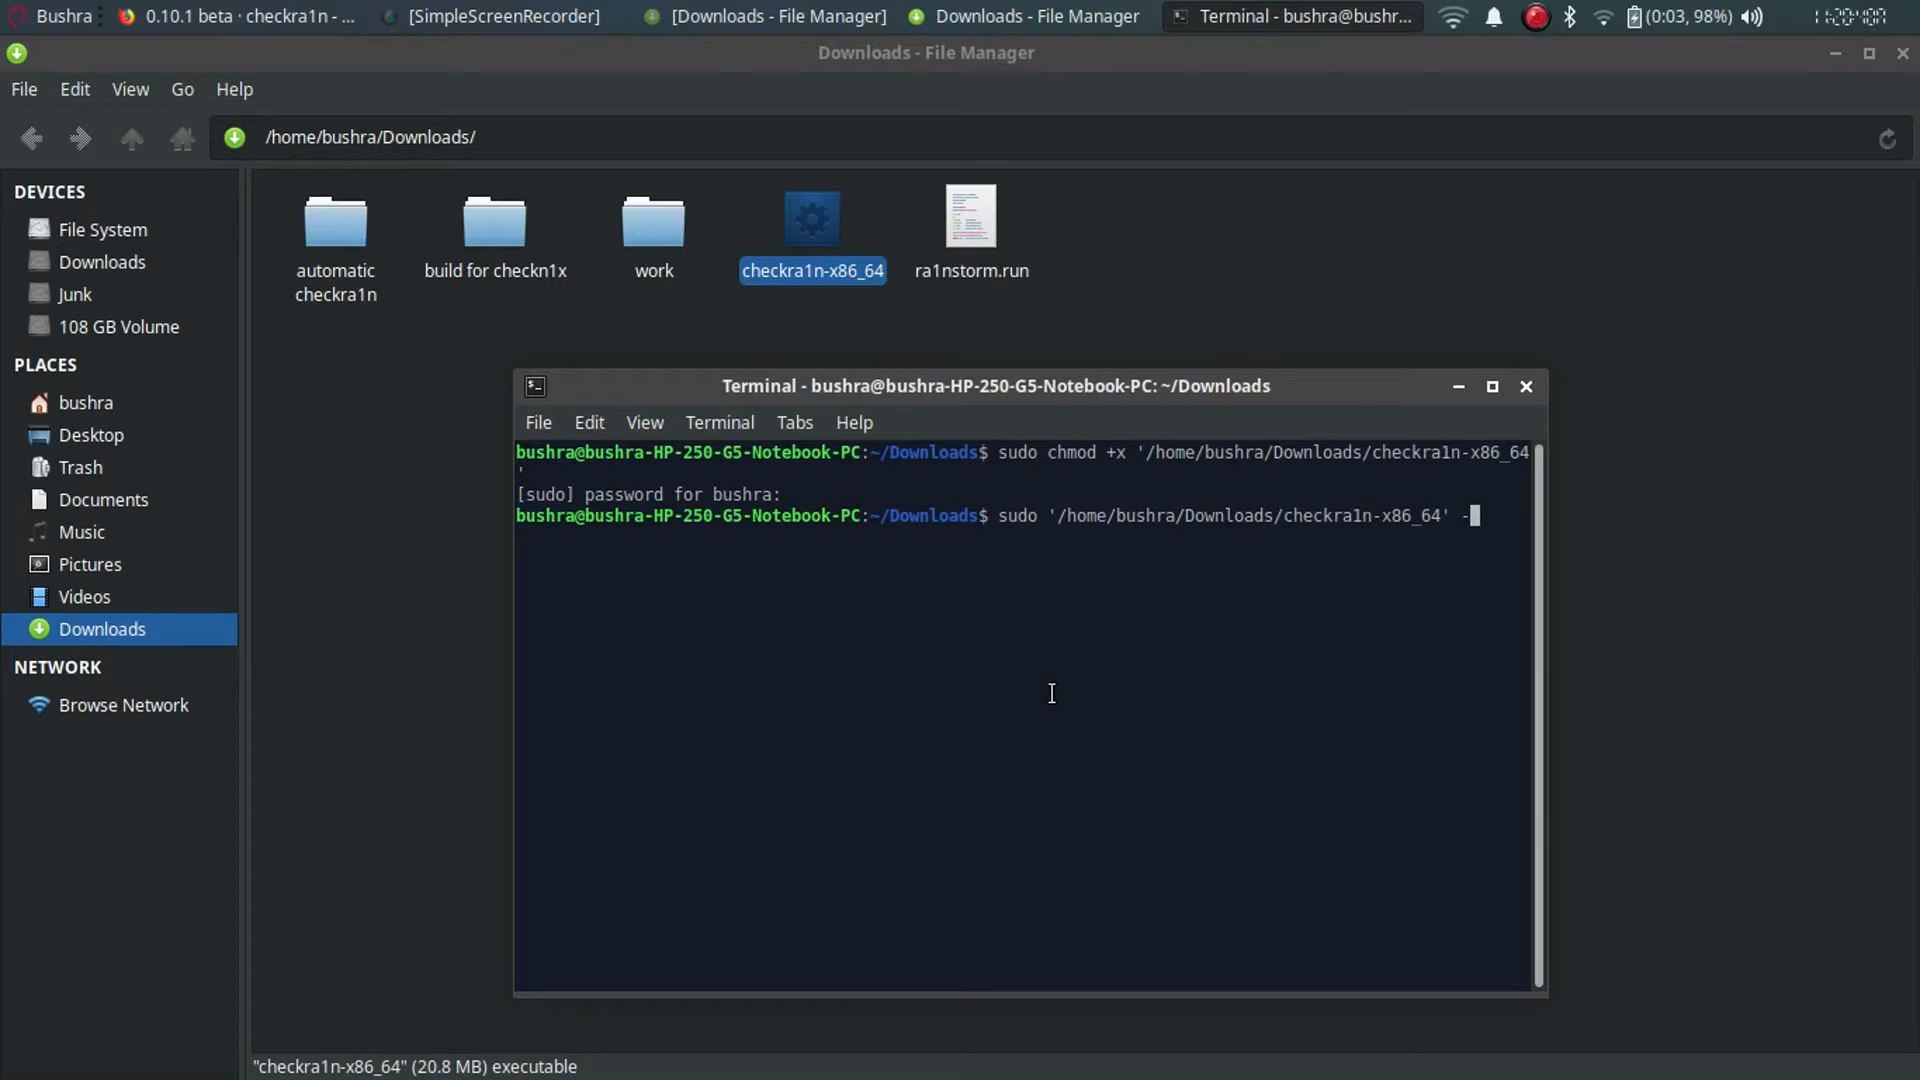 Bushra
0.10.1 beta · checkra1n - ...
[SimpleScreenRecorder]
[Downloads - File Manager]
Downloads - File Manager
Terminal - bushra@bushr...
(0:03, 98%)
Downloads - File Manager
File Edit View Go Help
/home/bushra/Downloads/
DEVICES
File System
Downloads
Junk
108 GB Volume
PLACES
bushra
Desktop
Trash
Documents
Music
Pictures
Videos
Downloads
NETWORK
Browse Network
automatic
checkra1n
build for checkn1x
work
checkra1n-x86_64
ra1nstorm.run
Terminal - bushra@bushra-HP-250-G5-Notebook-PC: ~/Downloads
File Edit View Terminal Tabs Help
bushra@bushra-HP-250-G5-Notebook-PC:~/Downloads$ sudo chmod +x '/home/bushra/Downloads/checkra1n-x86_64
'
[sudo] password for bushra:
bushra@bushra-HP-250-G5-Notebook-PC:~/Downloads$ sudo '/home/bushra/Downloads/checkra1n-x86_64' -
"checkra1n-x86_64" (20.8 MB) executable